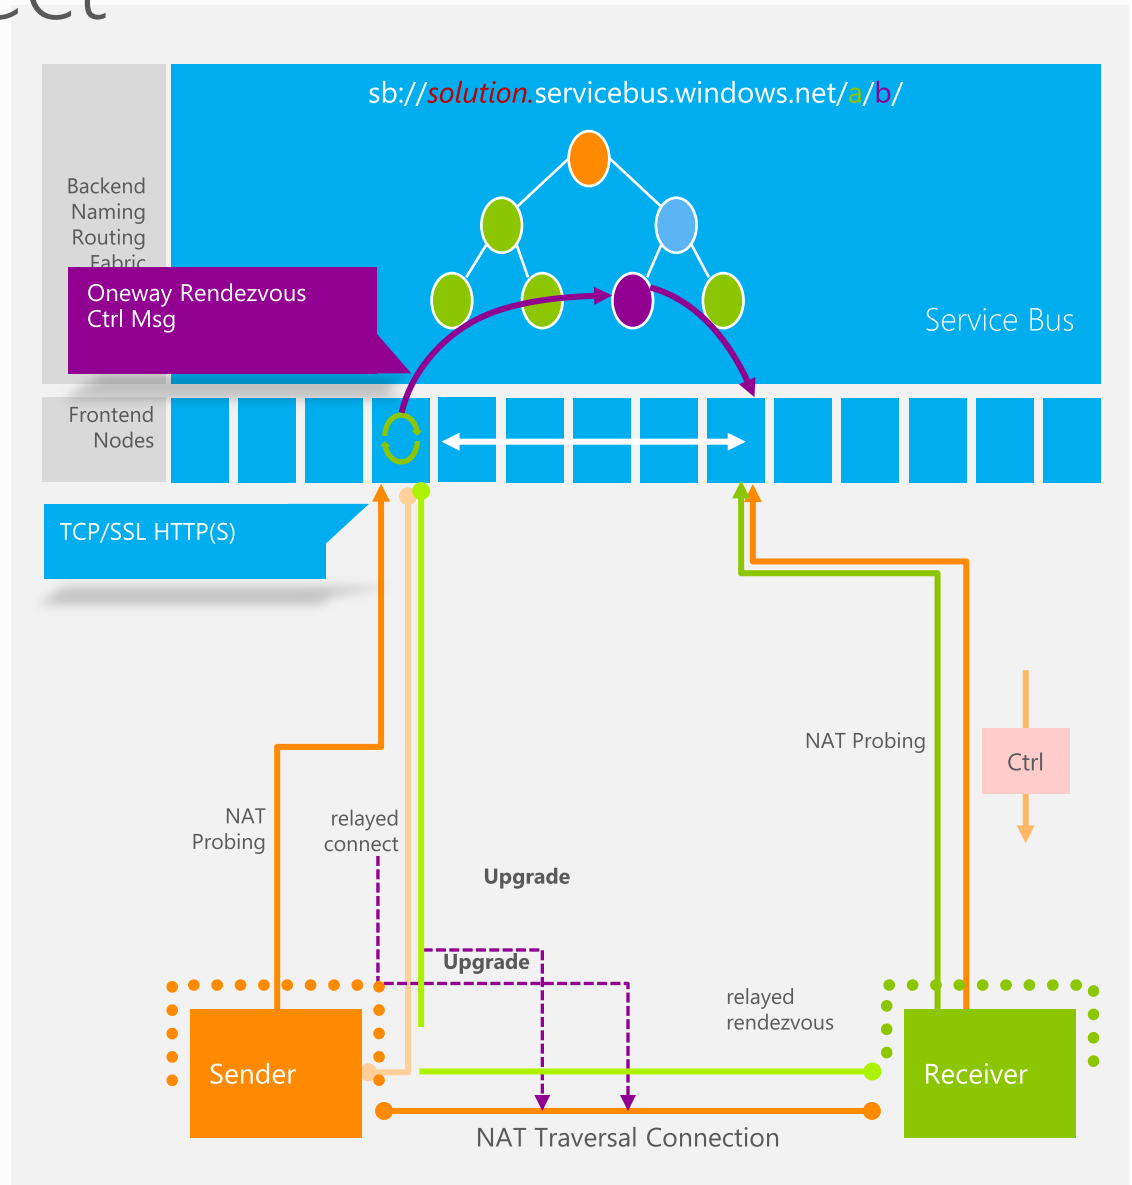 sb://solution.servicebus.windows.net/a/b/
Backend
Naming
Routing
Fabric
Oneway Rendezvous
Ctrl Msg
Service Bus
Frontend
Nodes
TCP/SSL HTTP(S)
NAT Probing
Ctrl
NAT
Probing
relayed
connect
Upgrade
Upgrade
relayed
rendezvous
Sender
Receiver
NAT Traversal Connection